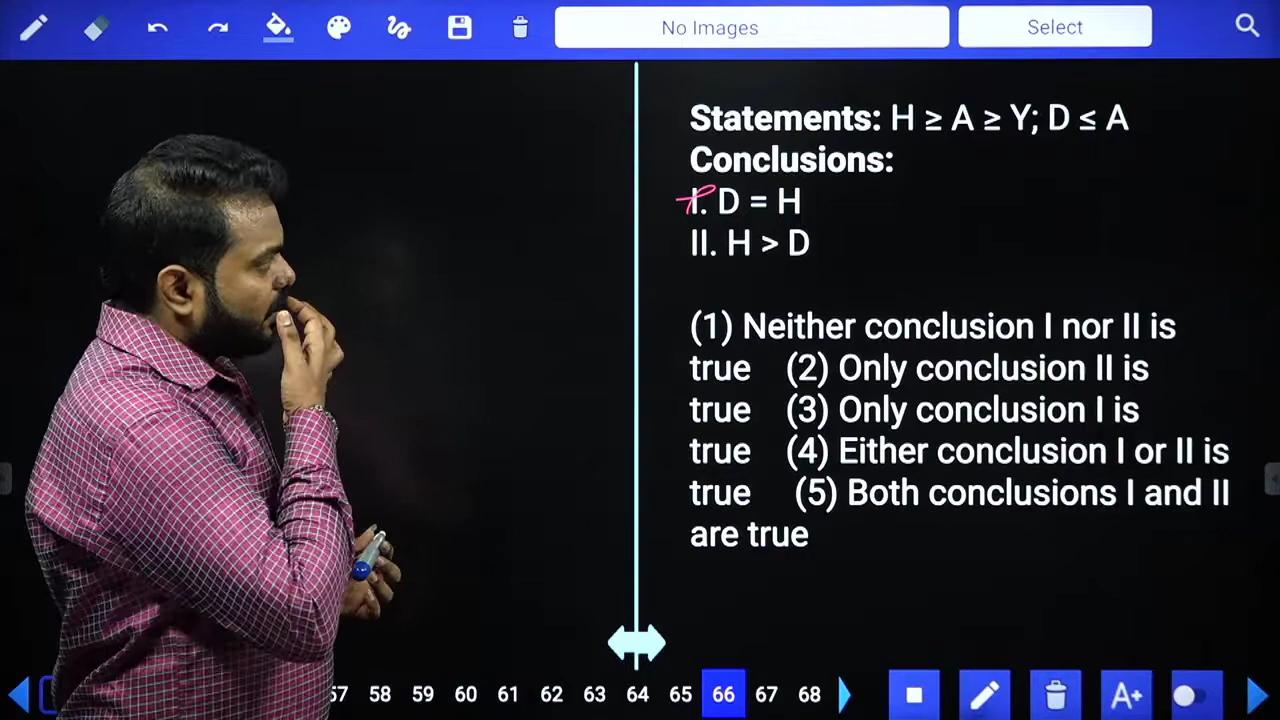 No Images
Select
Statements: H ≥ A ≥ Y; D ≤ A
Conclusions:
I. D = H
II. H > D
(1) Neither conclusion I nor II is
true (2) Only conclusion II is
true (3) Only conclusion I is
true (4) Either conclusion I or II is
true (5) Both conclusions I and II
are true
57 58 59 60 61 62 63 64 65 66 67 68
A+